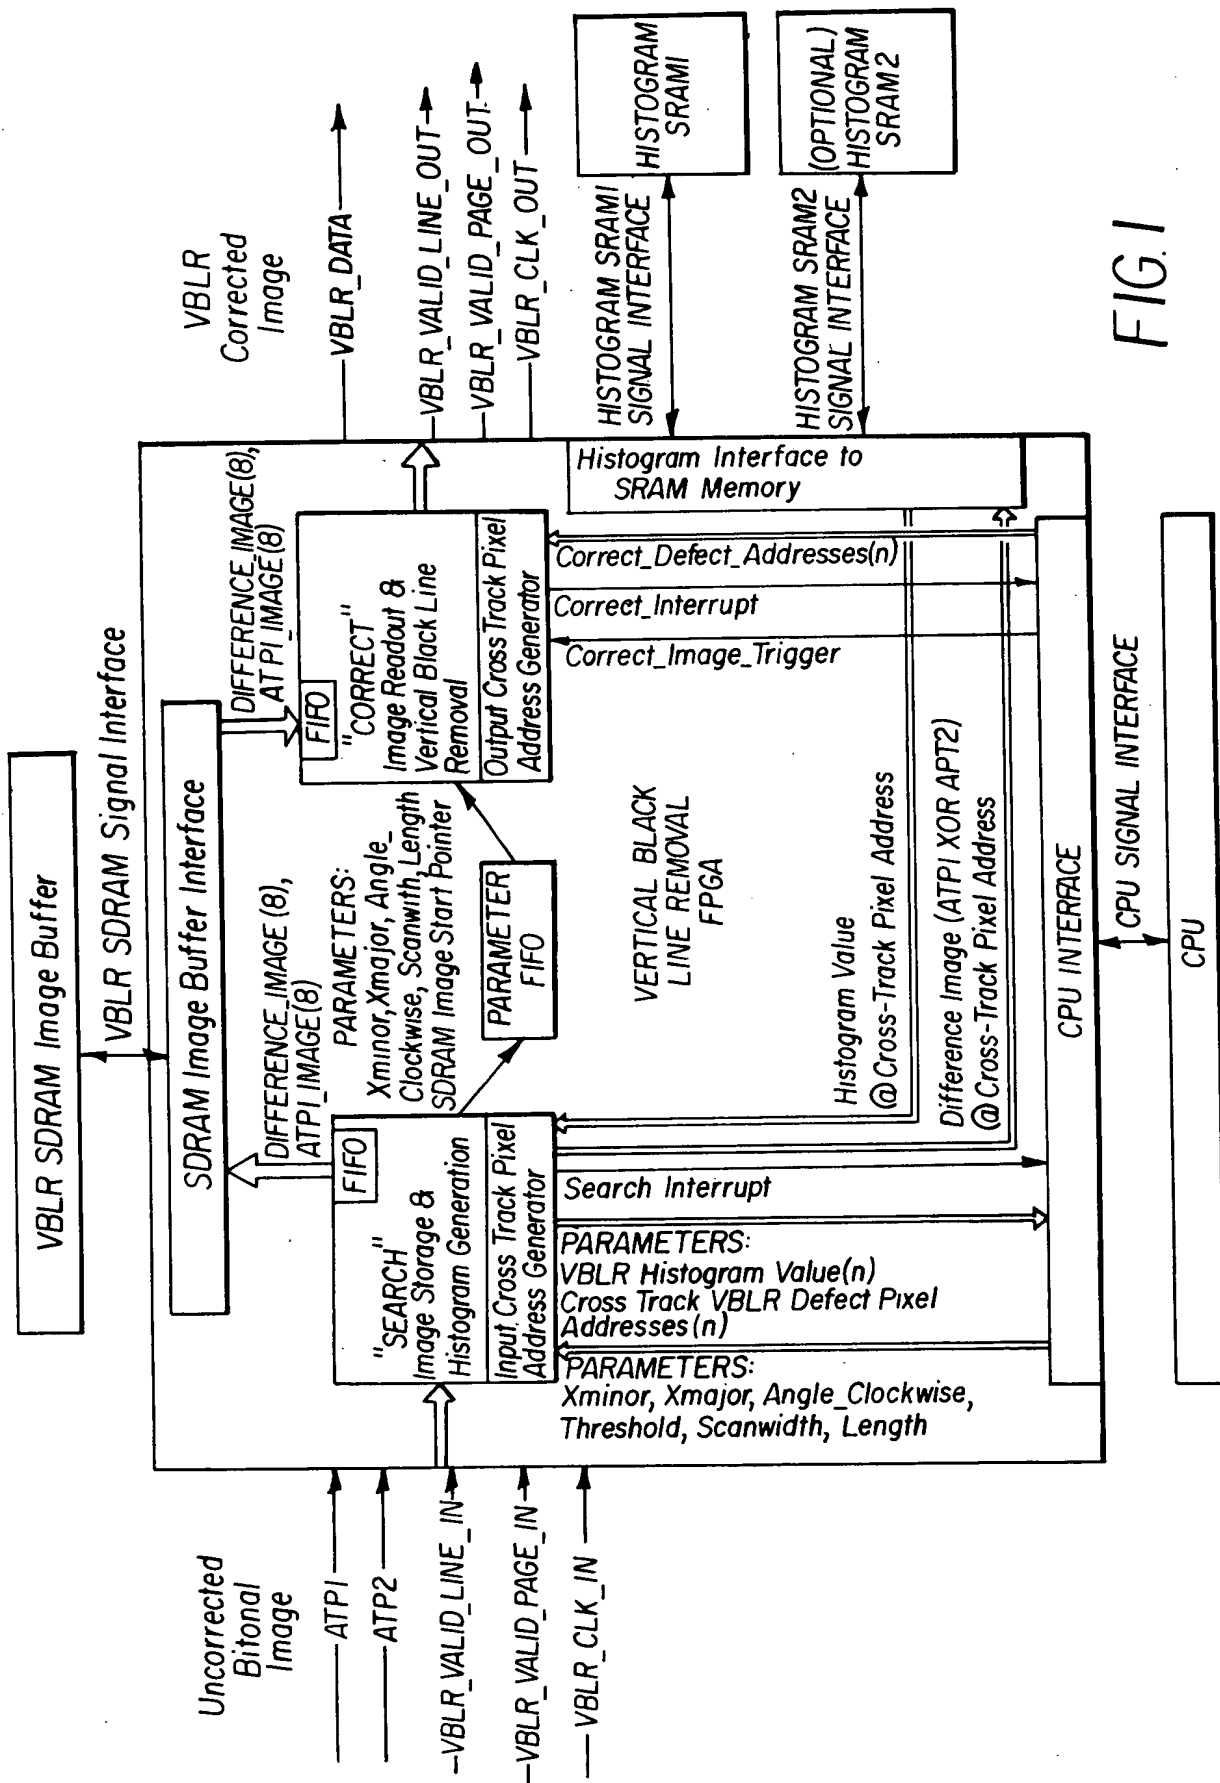 VBLR SDRAM Image Buffer
VBLR SDRAM Signal Interface
SDRAM Image Buffer Interface
Uncorrected
Bitonal
Image
ATP1
ATP2
VBLR_VALID_LINE_IN
VBLR_VALID_PAGE_IN
VBLR_CLK_IN
DIFFERENCE_IMAGE(8),
ATP1_IMAGE(8)
FIFO
"SEARCH"
Image Storage &
Histogram Generation
Input Cross Track Pixel
Address Generator
PARAMETERS:
Xminor, Xmajor, Angle_
Clockwise, Scanwith, Length
SDRAM Image Start Pointer
PARAMETER
FIFO
DIFFERENCE_IMAGE(8),
ATP1_IMAGE(8)
FIFO
"CORRECT"
Image Readout &
Vertical Black Line
Removal
Output Cross Track Pixel
Address Generator
VBLR
Corrected
Image
VBLR_DATA
VBLR_VALID_LINE_OUT
VBLR_VALID_PAGE_OUT
VBLR_CLK_OUT
HISTOGRAM SRAM1
SIGNAL INTERFACE
HISTOGRAM
SRAM1
HISTOGRAM SRAM2
SIGNAL INTERFACE
(OPTIONAL)
HISTOGRAM
SRAM2
Histogram Interface to
SRAM Memory
Correct_Defect_Addresses(n)
Correct_Interrupt
Correct_Image_Trigger
VERTICAL BLACK
LINE REMOVAL
FPGA
Histogram Value
@Cross-Track Pixel Address
Difference Image (ATP1 XOR APT2)
@Cross-Track Pixel Address
Search Interrupt
PARAMETERS:
VBLR Histogram Value(n)
Cross Track VBLR Defect Pixel
Addresses(n)
PARAMETERS:
Xminor, Xmajor, Angle_Clockwise,
Threshold, Scanwidth, Length
CPU INTERFACE
CPU SIGNAL INTERFACE
CPU
FIG. 1